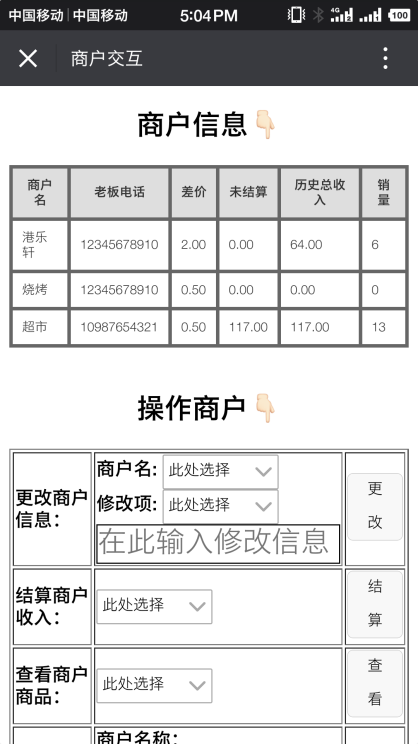 中国移动 中国移动 5:04PM 4G 100
商户交互
商户信息
商户名 老板电话 差价 未结算 历史总收入 销量
港乐轩 12345678910 2.00 0.00 64.00 6
烧烤 12345678910 0.50 0.00 0.00 0
超市 10987654321 0.50 117.00 117.00 13
操作商户
更改商户信息：
商户名: 此处选择
修改项: 此处选择
在此输入修改信息
更改
结算商户收入：
此处选择
结算
查看商户商品：
此处选择
查看
商户名称：